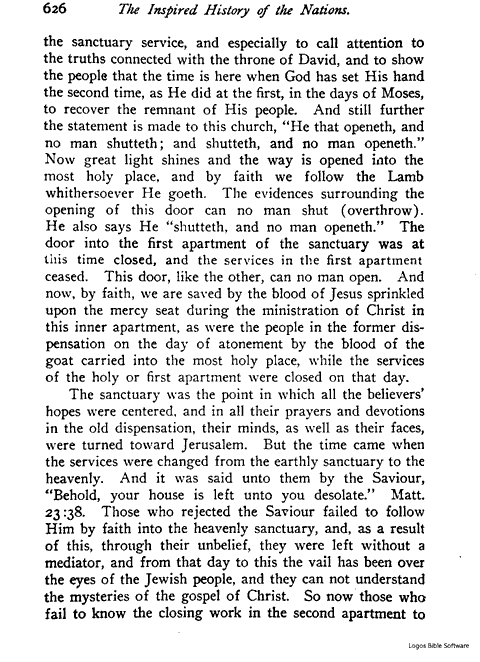 626 The Inspired History of the Nations.
the sanctuary service, and especially to call attention to
the truths connected with the throne of David, and to show
the people that the time is here when God has set His hand
the second time, as He did at the first, in the days of Moses,
to recover the remnant of His people. And still further
the statement is made to this church, "He that openeth, and
no man shutteth; and shutteth, and no man openeth."
Now great light shines and the way is opened into the
most holy place, and by faith we follow the Lamb
whithersoever He goeth. The evidences surrounding the
opening of this door can no man shut (overthrow).
He also says He "shutteth, and no man openeth." The
door into the first apartment of the sanctuary was at
this time closed, and the services in the first apartment
ceased. This door, like the other, can no man open. And
now, by faith, we are saved by the blood of Jesus sprinkled
upon the mercy seat during the ministration of Christ in
this inner apartment, as were the people in the former dis-
pensation on the day of atonement by the blood of the
goat carried into the most holy place, while the services
of the holy or first apartment were closed on that day.
The sanctuary was the point in which all the believers'
hopes were centered, and in all their prayers and devotions
in the old dispensation, their minds, as well as their faces,
were turned toward Jerusalem. But the time came when
the services were changed from the earthly sanctuary to the
heavenly. And it was said unto them by the Saviour,
"Behold, your house is left unto you desolate." Matt.
23:38. Those who rejected the Saviour failed to follow
Him by faith into the heavenly sanctuary, and, as a result
of this, through their unbelief, they were left without a
mediator, and from that day to this the vail has been over
the eyes of the Jewish people, and they can not understand
the mysteries of the gospel of Christ. So now those who
fail to know the closing work in the second apartment to
Logos Bible Software